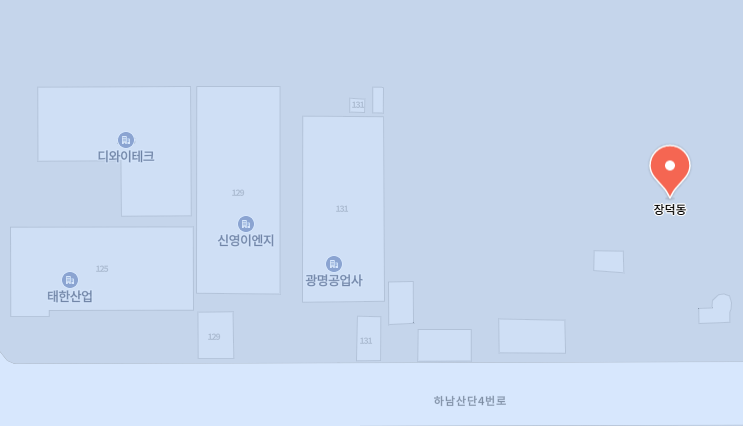 131
디와이테크
129
131
장덕동
신영이엔지
125
광명공업사
태한산업
129
131
하남산단4번로